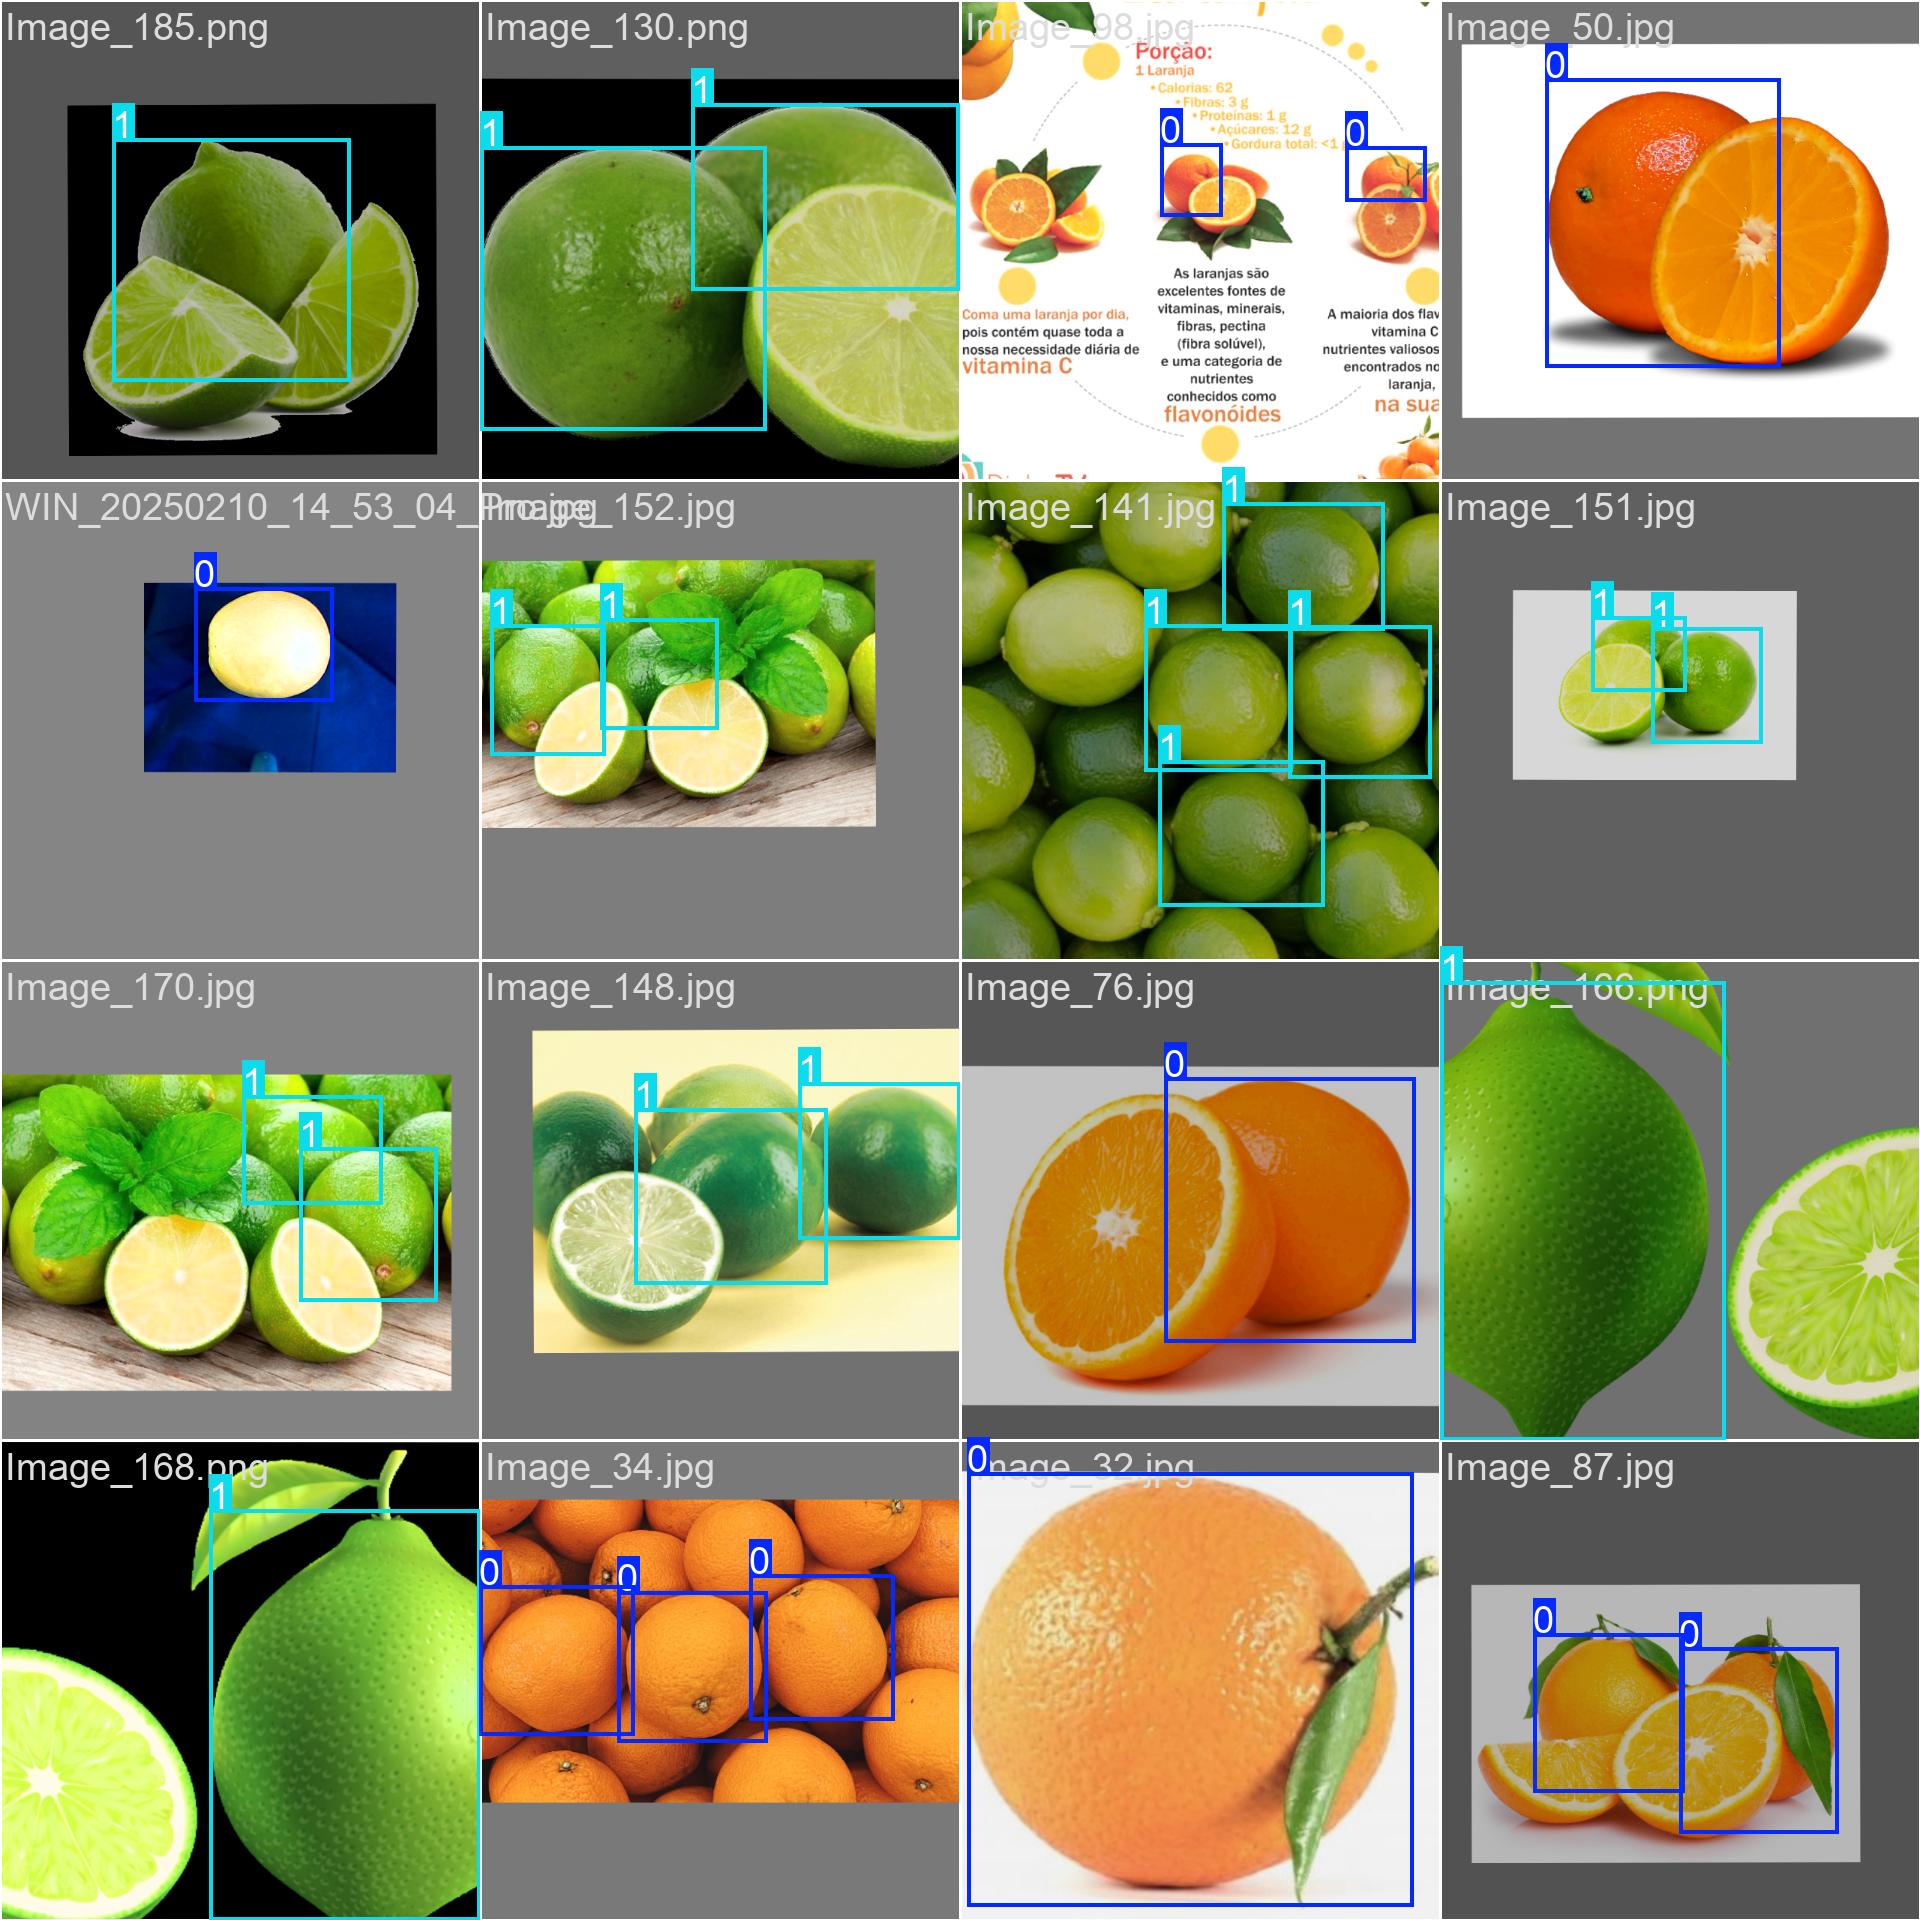 Image_185.png
1
Image_130.png
1
1
Image_98.jpg
Porção:
1 Laranja
•Calorias: 62
•Fibras: 3 g
•Proteínas: 1 g
•Açúcares: 12 g
•Gordura total: <1
0
0
Coma uma laranja por dia,
pois contém quase toda a
nossa necessidade diária de
vitamina C
As laranjas são
excelentes fontes de
vitaminas, minerais,
fibras, pectina
(fibra solúvel),
e uma categoria de
nutrientes
conhecidos como
flavonóides
A maioria dos flav
vitamina C
nutrientes valiosos
encontrados no
laranja,
na sua
Image_50.jpg
0
WIN_20250210_14_53_04_Pro.jpg
0
Image_152.jpg
1
1
Image_141.jpg
1
1
1
1
Image_151.jpg
1
1
Image_170.jpg
1
1
Image_148.jpg
1
1
Image_76.jpg
0
Image_166.png
1
Image_168.png
1
Image_34.jpg
0
0
0
Image_32.jpg
0
Image_87.jpg
0
0